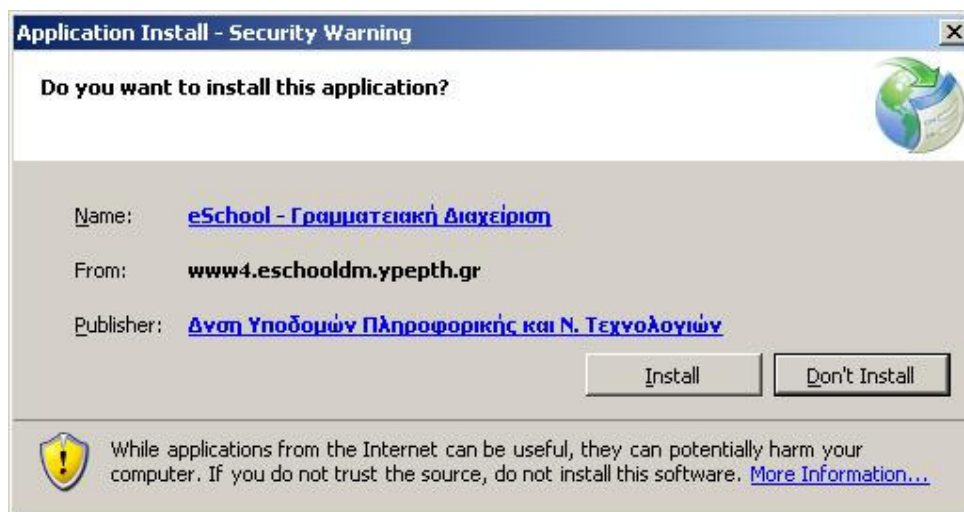 Application Install - Security Warning
Do you want to install this application?
Name: eSchool - Γραμματειακή Διαχείριση
From: www4.eschooldm.ypepth.gr
Publisher: Δνση Υποδομών Πληροφορικής και Ν. Τεχνολογιών
Install Don't Install
While applications from the Internet can be useful, they can potentially harm your
computer. If you do not trust the source, do not install this software. More Information...